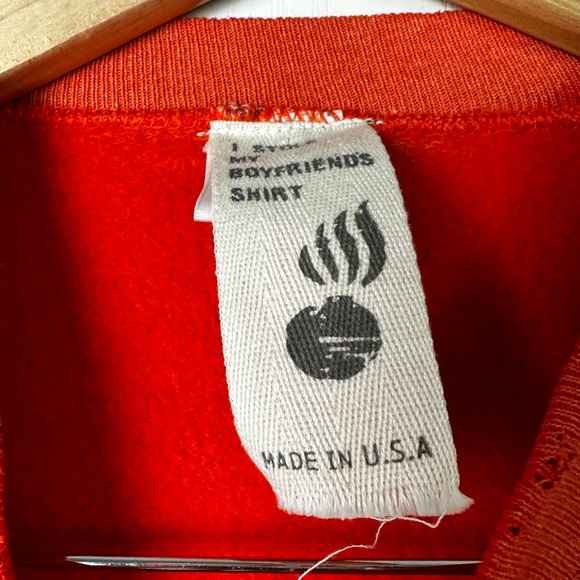 I STOLE
MY
BOYFRIENDS
SHIRT
MADE IN U.S.A